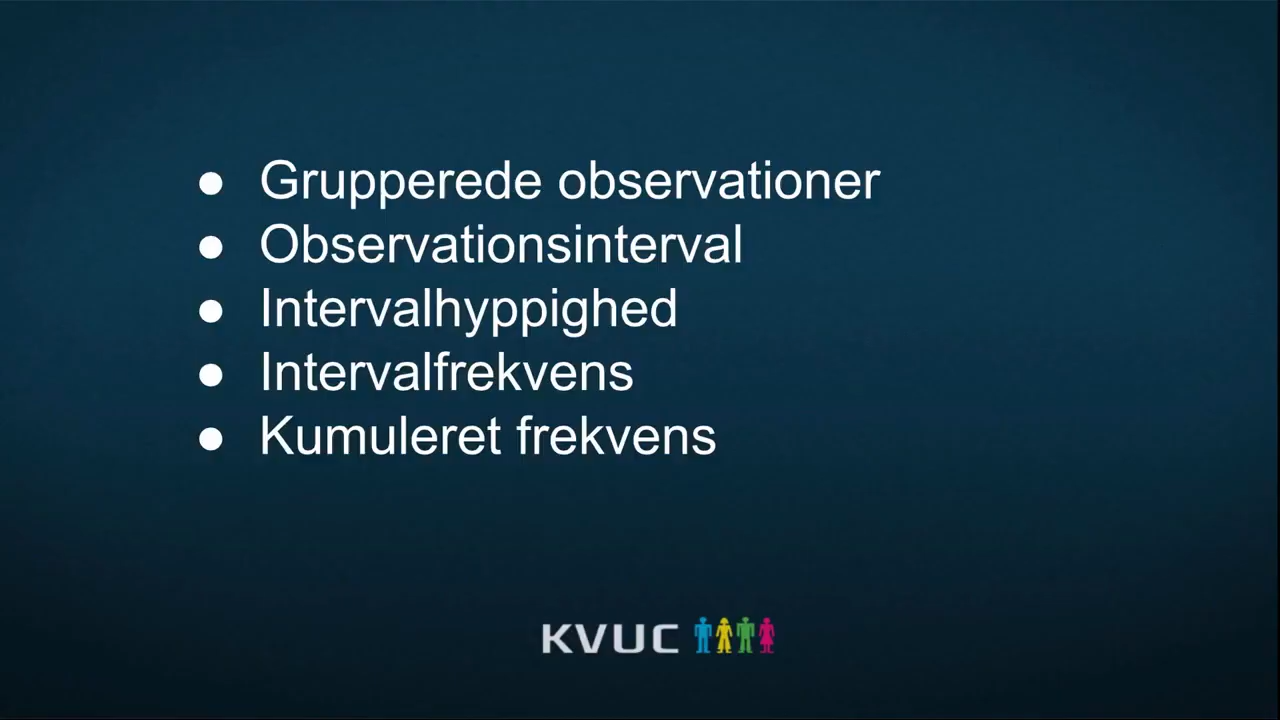 ● Grupperede observationer
● Observationsinterval
● Intervalhyppighed
● Intervalfrekvens
● Kumuleret frekvens
KVUC